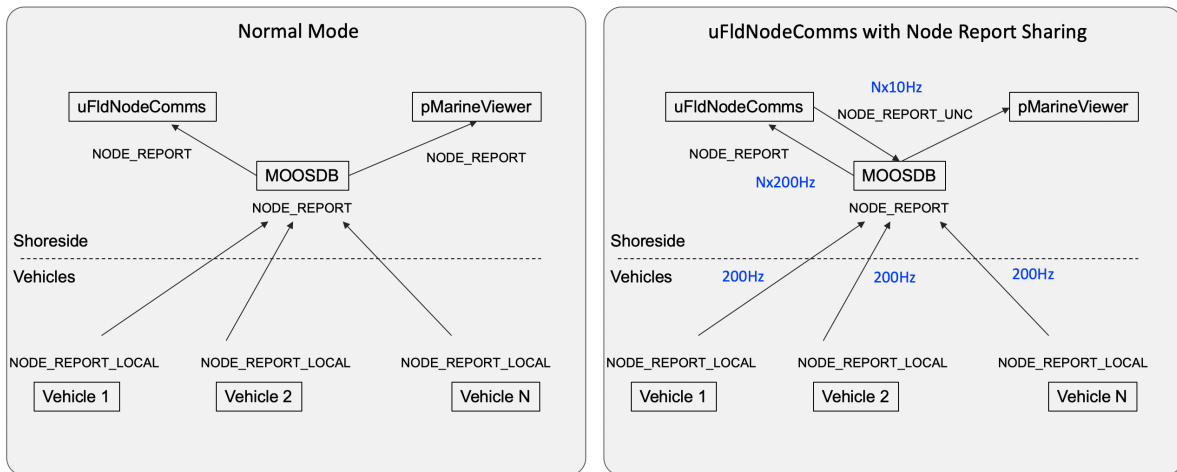 Normal Mode
uFldNodeComms
pMarineViewer
NODE_REPORT
NODE_REPORT
MOOSDB
NODE_REPORT
Shoreside
Vehicles
NODE_REPORT_LOCAL
NODE_REPORT_LOCAL
NODE_REPORT_LOCAL
Vehicle 1
Vehicle 2
Vehicle N
uFldNodeComms with Node Report Sharing
Nx10Hz
uFldNodeComms
NODE_REPORT_UNC
pMarineViewer
NODE_REPORT
MOOSDB
Nx200Hz
NODE_REPORT
Shoreside
Vehicles
200Hz
200Hz
200Hz
NODE_REPORT_LOCAL
NODE_REPORT_LOCAL
NODE_REPORT_LOCAL
Vehicle 1
Vehicle 2
Vehicle N